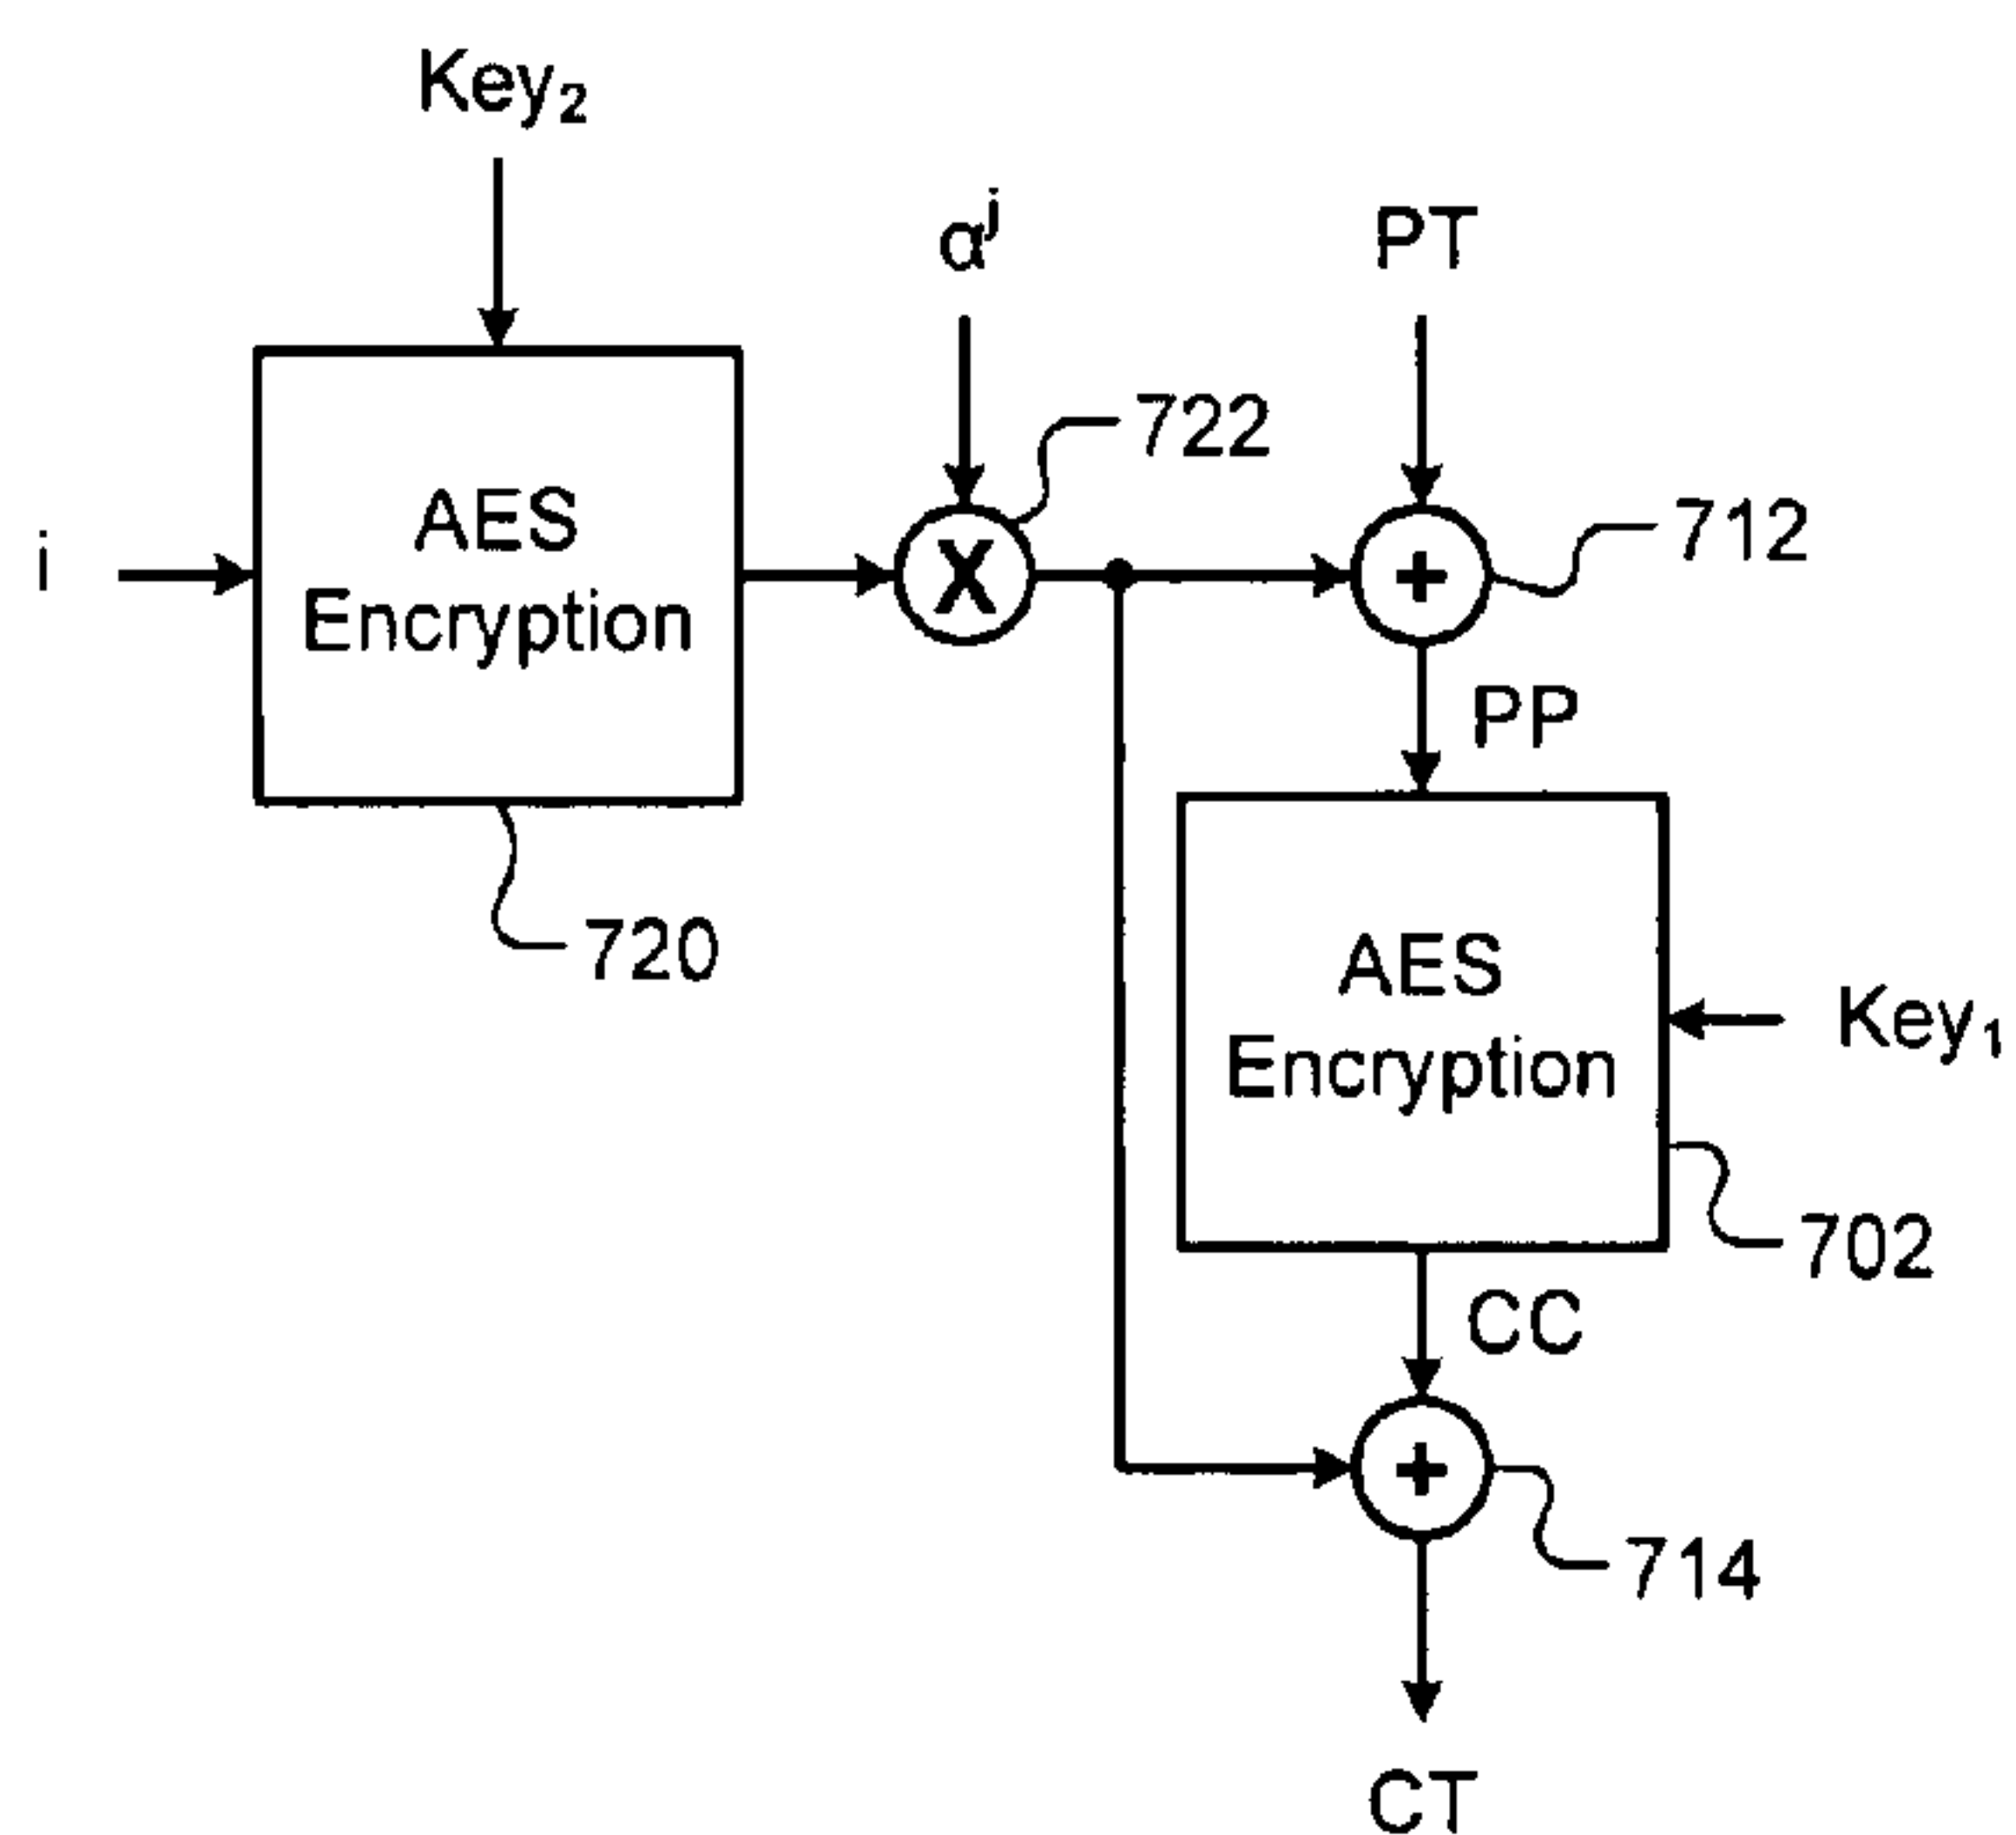 Key₂
αʲ
PT
722
712
i
AES
Encryption
PP
720
AES
Encryption
Key₁
702
CC
714
CT